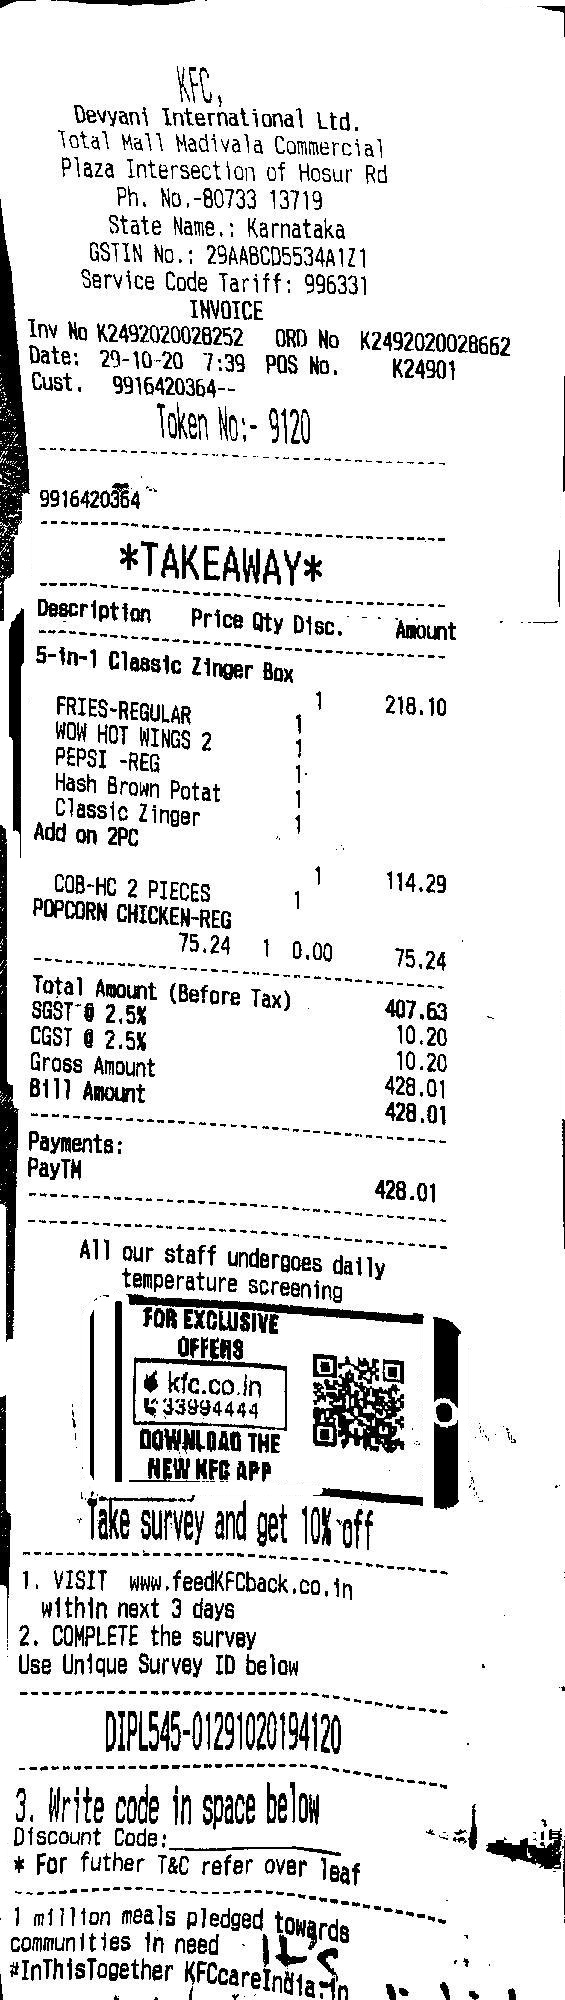 KFC,
Devyani International Ltd.
Total Mall Madivala Commercial
Plaza Intersection of Hosur Rd
Ph. No.-80733 13719
State Name.: Karnataka
GSTIN No.: 29AABCD5534A1Z1
Service Code Tariff: 996331
INVOICE
Inv No K2492020028252 ORD No K2492020028662
Date: 29-10-20 7:39 POS No. K24901
Cust. 9916420364--
Token No:- 9120
9916420364
*TAKEAWAY*
Description Price Qty Disc. Amount
5-in-1 Classic Zinger Box
1 218.10
FRIES-REGULAR 1
WOW HOT WINGS 2 1
PEPSI -REG 1
Hash Brown Potat 1
Classic Zinger 1
Add on 2PC
1 114.29
COB-HC 2 PIECES 1
POPCORN CHICKEN-REG
75.24 1 0.00 75.24
Total Amount (Before Tax) 407.63
SGST @ 2.5% 10.20
CGST @ 2.5% 10.20
Gross Amount 428.01
Bill Amount 428.01
Payments:
PayTM 428.01
All our staff undergoes daily
temperature screening
FOR EXCLUSIVE
OFFERS
kfc.co.in
33994444
DOWNLOAD THE
NEW KFC APP
Take survey and get 10% off
1. VISIT www.feedKFCback.co.in
within next 3 days
2. COMPLETE the survey
Use Unique Survey ID below
DIPL545-01291020194120
3. Write code in space below
Discount Code:
* For futher T&C refer over leaf
1 million meals pledged towards
communities in need
#InThisTogether KFCcareIndia.in